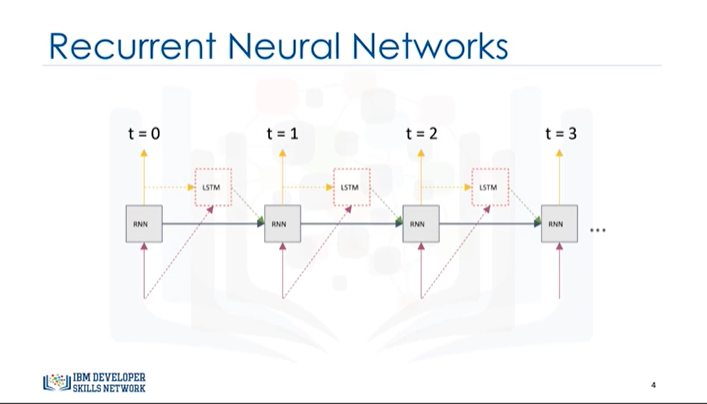 Recurrent Neural Networks
t = 0
t = 1
t = 2
t = 3
LSTM
LSTM
LSTM
RNN
RNN
RNN
RNN
...
IBM DEVELOPER
SKILLS NETWORK
4